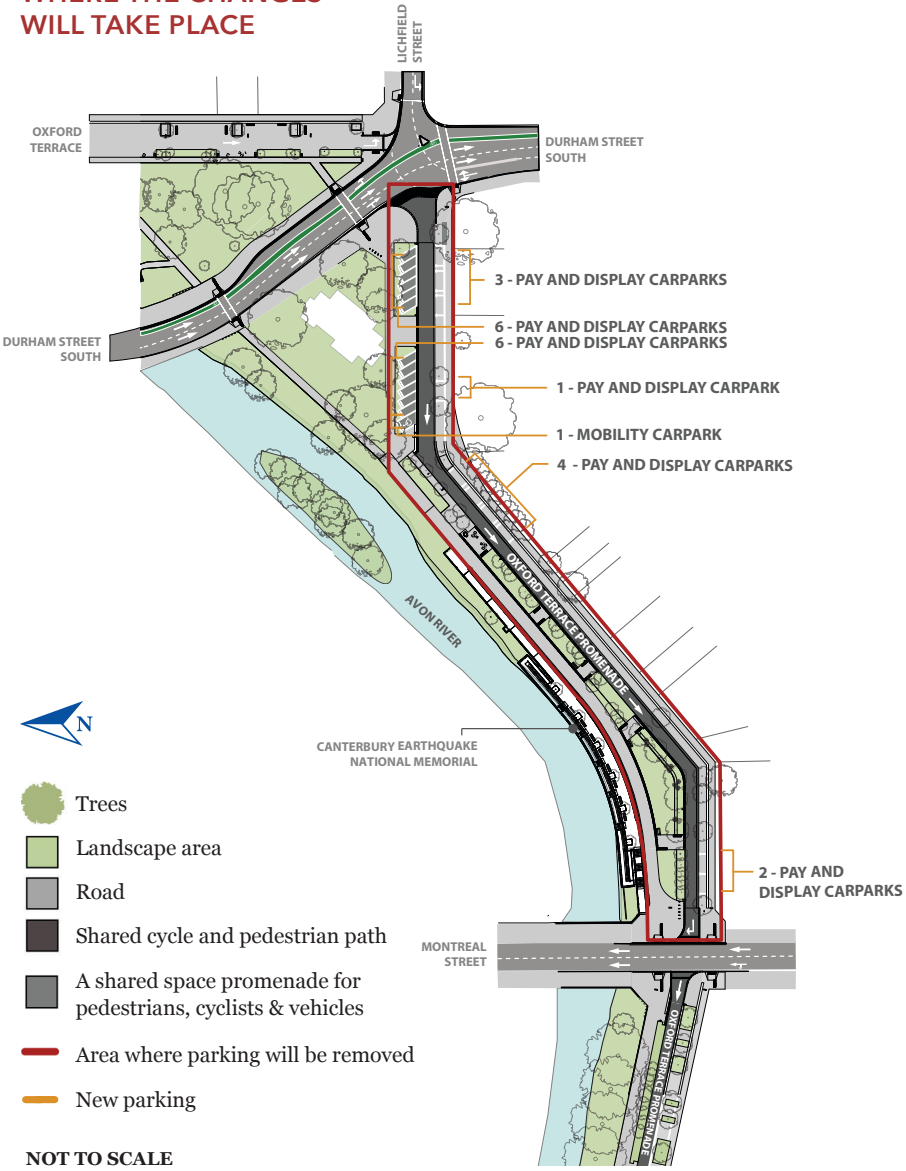 WHERE THE CHANGES
WILL TAKE PLACE
LICHFIELD
STREET
OXFORD
TERRACE
DURHAM STREET
SOUTH
3 - PAY AND DISPLAY CARPARKS
6 - PAY AND DISPLAY CARPARKS
6 - PAY AND DISPLAY CARPARKS
DURHAM STREET
SOUTH
1 - PAY AND DISPLAY CARPARK
1 - MOBILITY CARPARK
4 - PAY AND DISPLAY CARPARKS
OXFORD TERRACE PROMENADE
AVON RIVER
N
CANTERBURY EARTHQUAKE
NATIONAL MEMORIAL
Trees
Landscape area
Road
Shared cycle and pedestrian path
A shared space promenade for
pedestrians, cyclists & vehicles
Area where parking will be removed
New parking
NOT TO SCALE
2 - PAY AND
DISPLAY CARPARKS
MONTREAL
STREET
OXFORD TERRACE PROMENADE